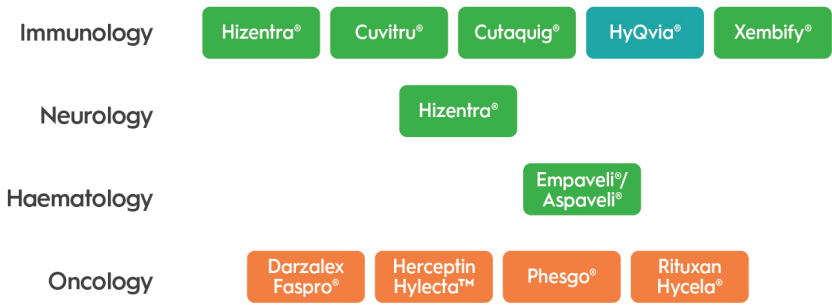 Immunology Hizentra® Cuvitru® Cutaquig® HyQvia® Xembify®
Neurology Hizentra®
Haematology Empaveli®/
Aspaveli®
Oncology Darzalex
Faspro® Herceptin
Hylecta™ Phesgo® Rituxan
Hycela®